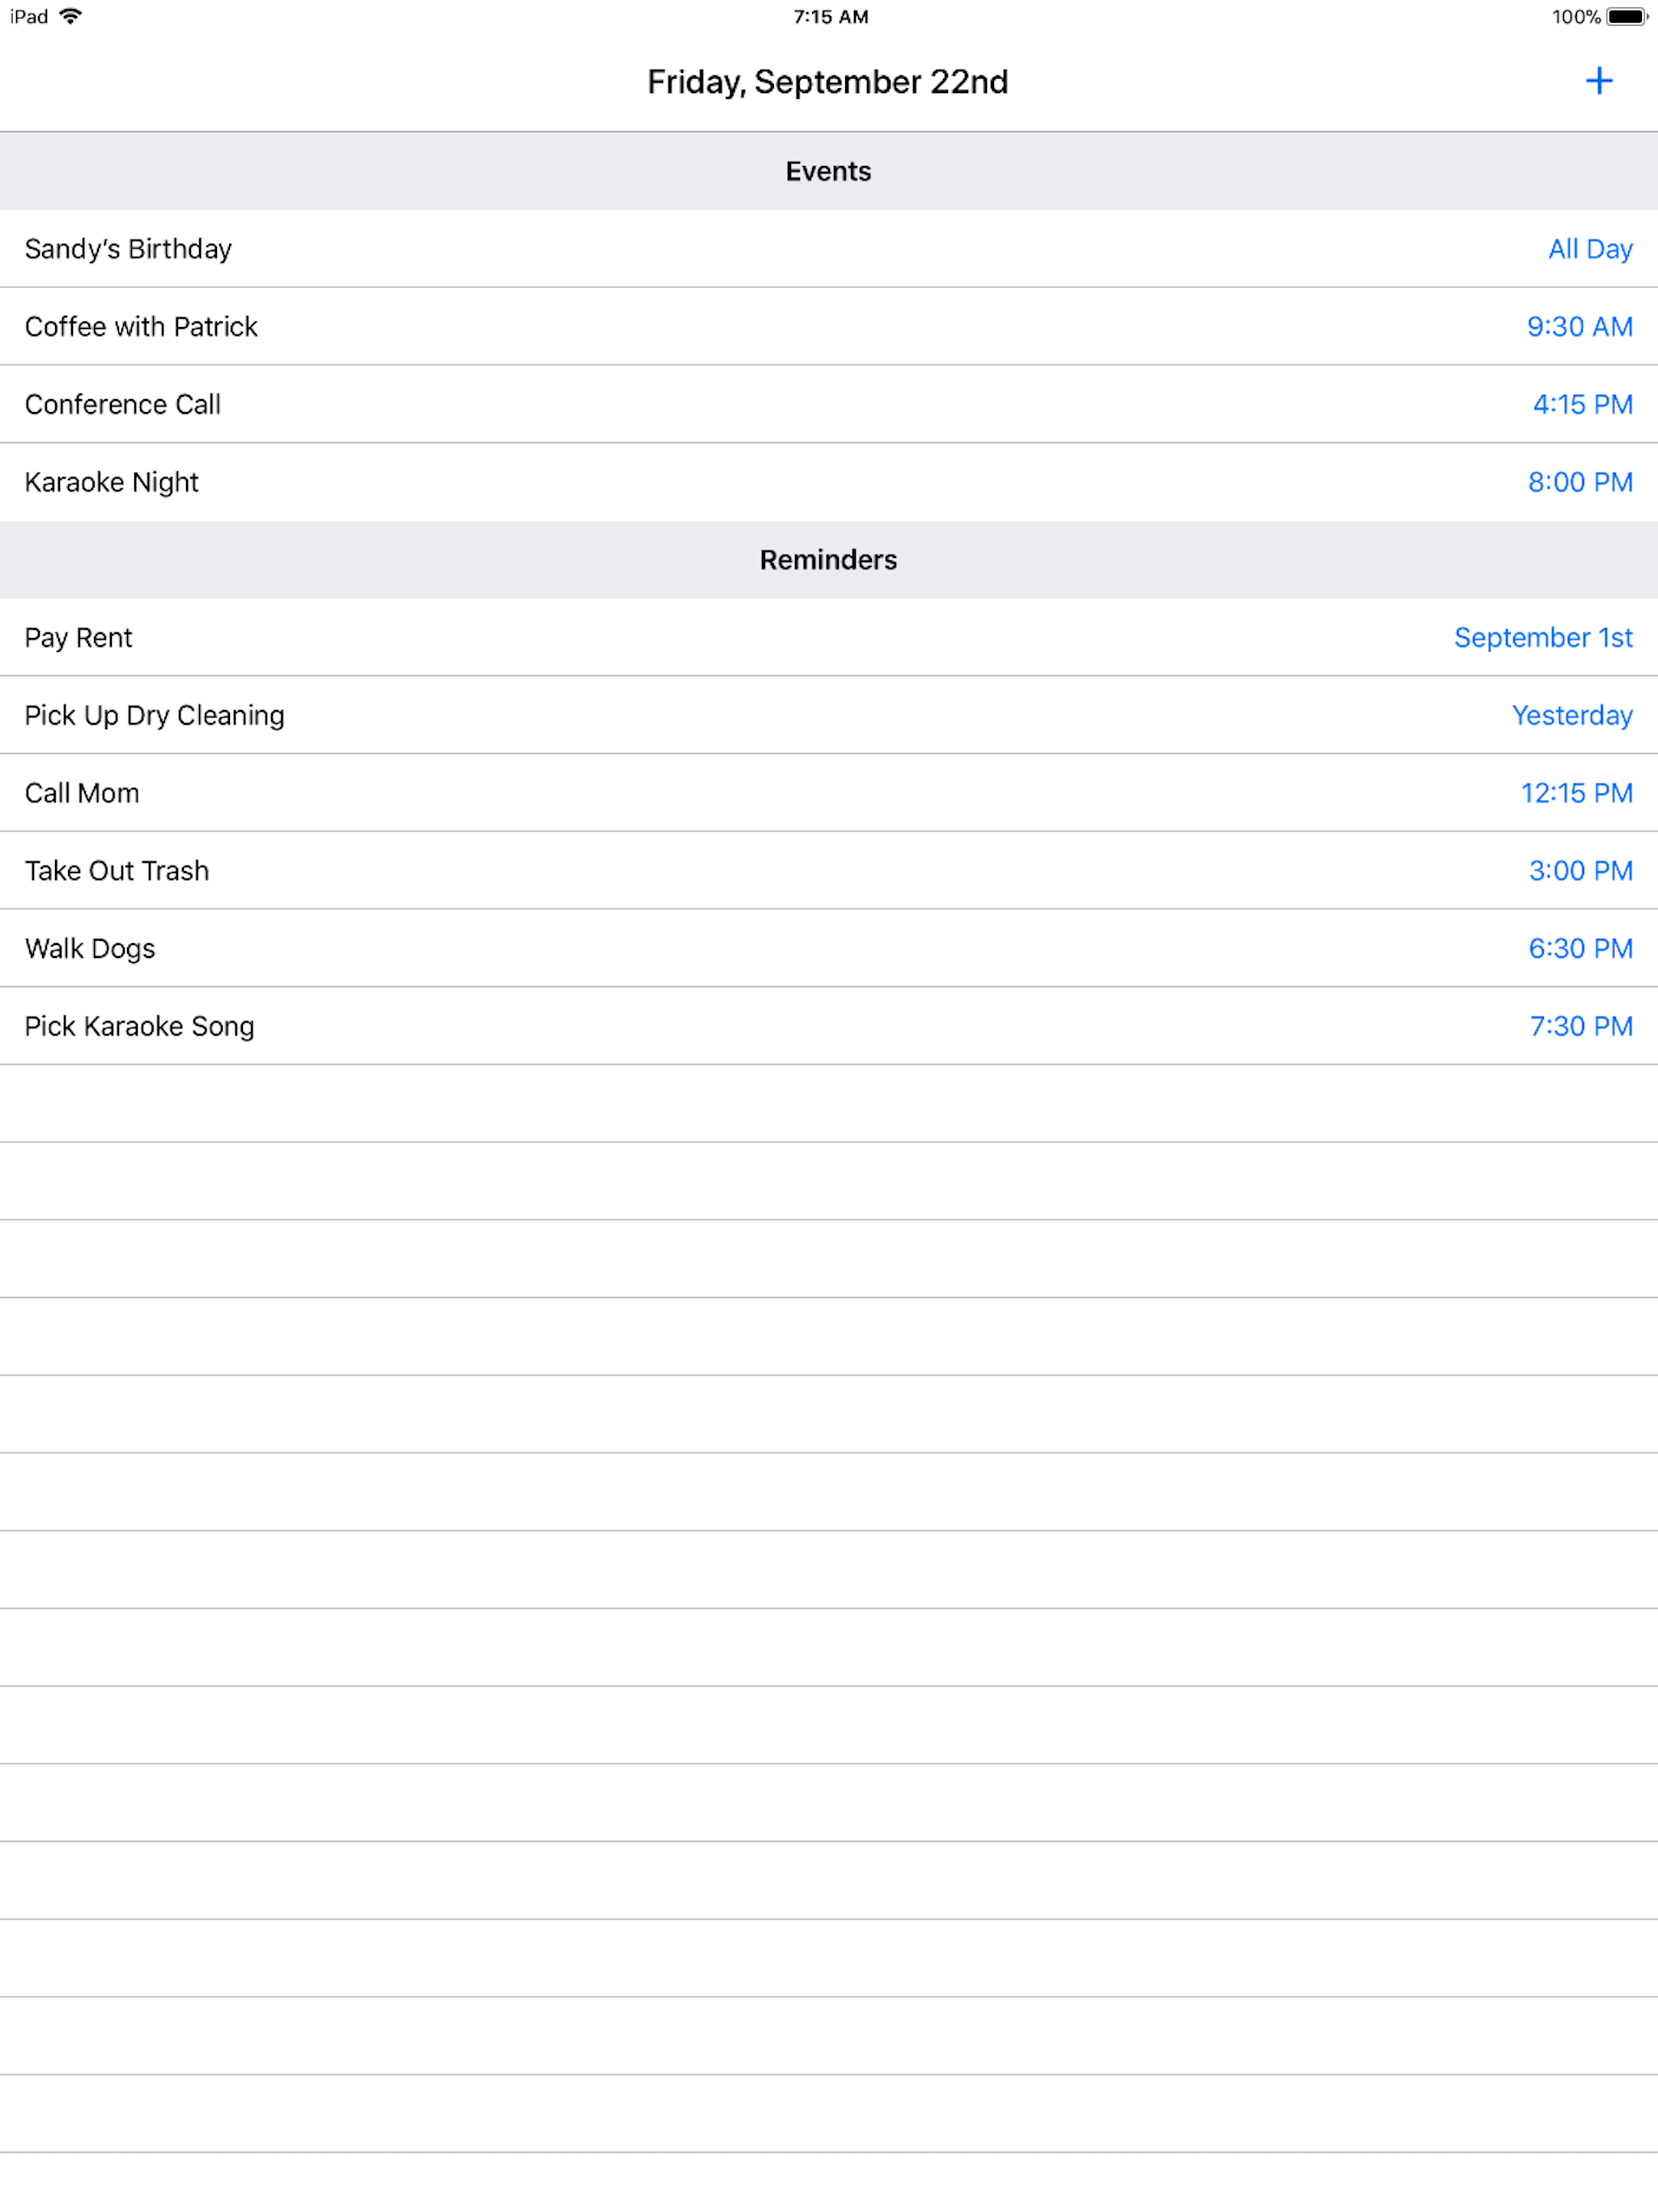 iPad 7:15 AM 100%
Friday, September 22nd +
Events
Sandy’s Birthday All Day
Coffee with Patrick 9:30 AM
Conference Call 4:15 PM
Karaoke Night 8:00 PM
Reminders
Pay Rent September 1st
Pick Up Dry Cleaning Yesterday
Call Mom 12:15 PM
Take Out Trash 3:00 PM
Walk Dogs 6:30 PM
Pick Karaoke Song 7:30 PM